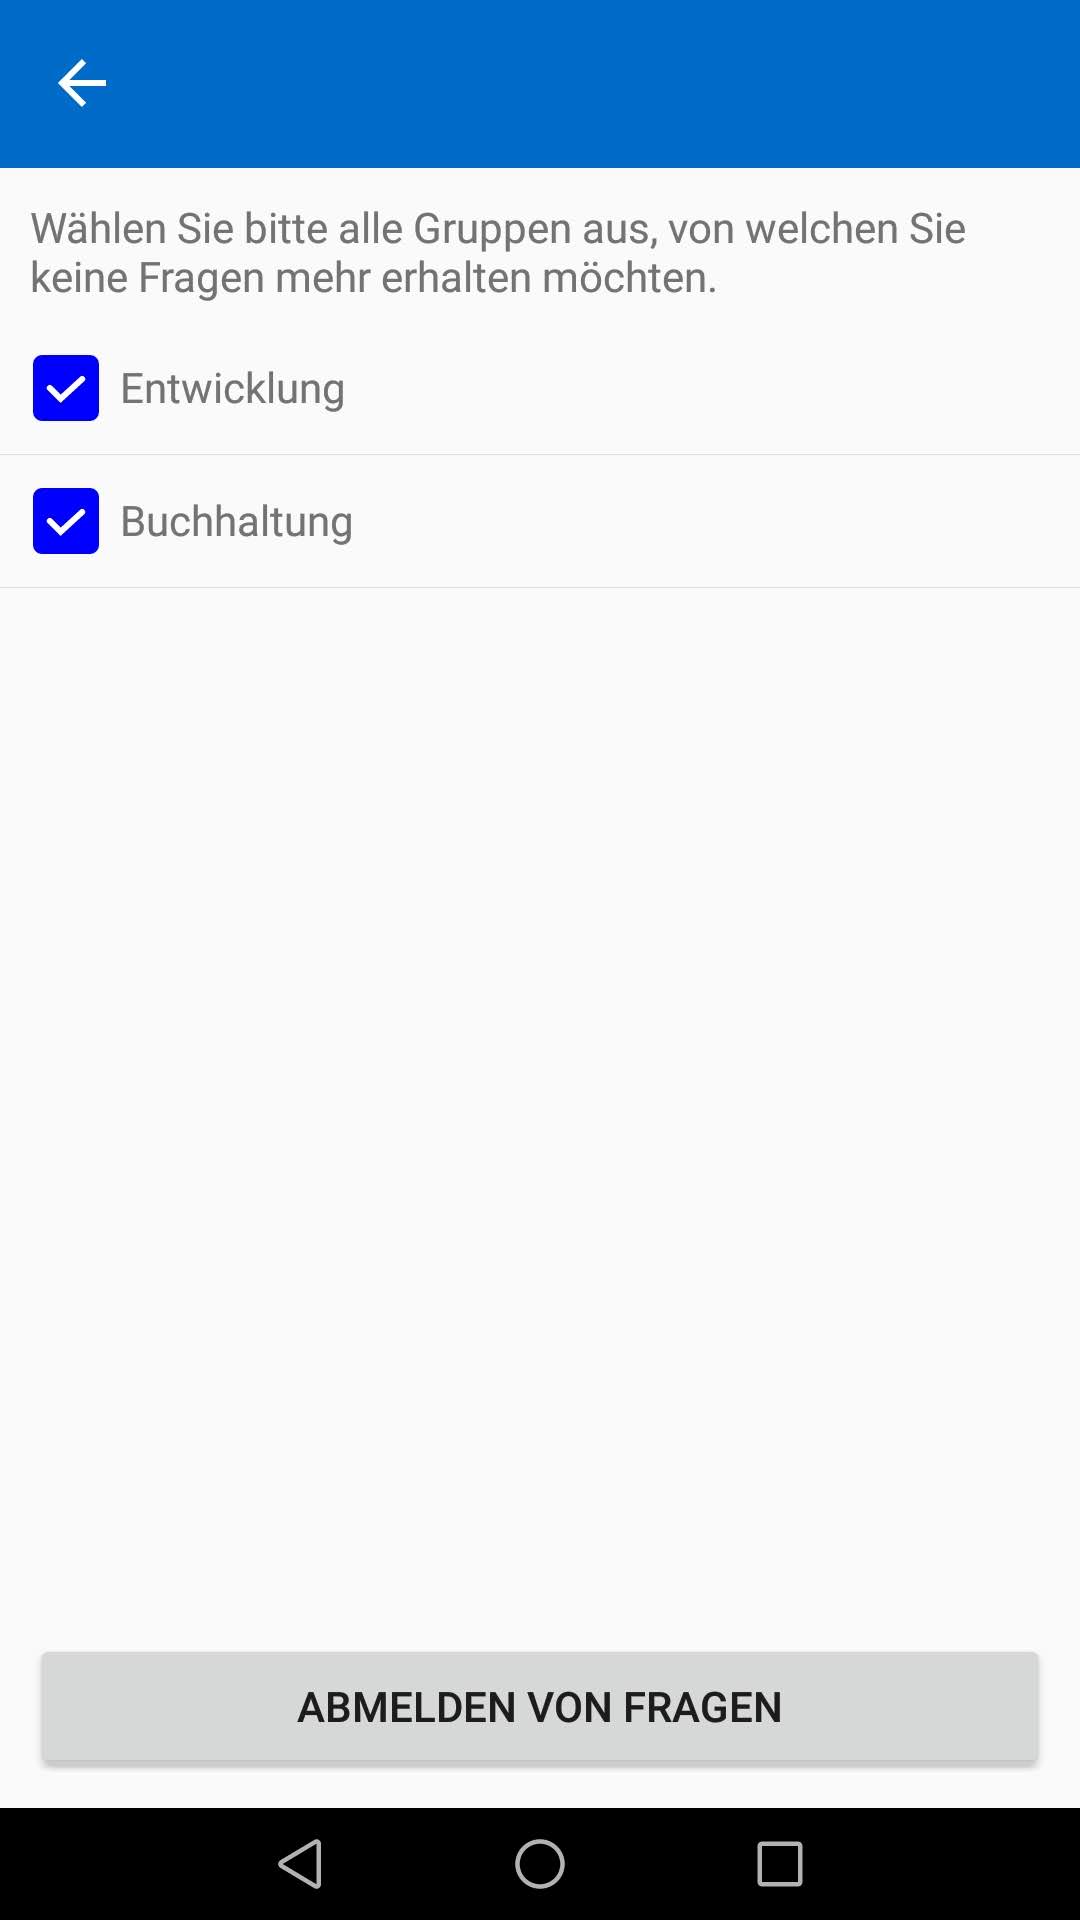 Wählen Sie bitte alle Gruppen aus, von welchen Sie
keine Fragen mehr erhalten möchten.
Entwicklung
Buchhaltung
ABMELDEN VON FRAGEN